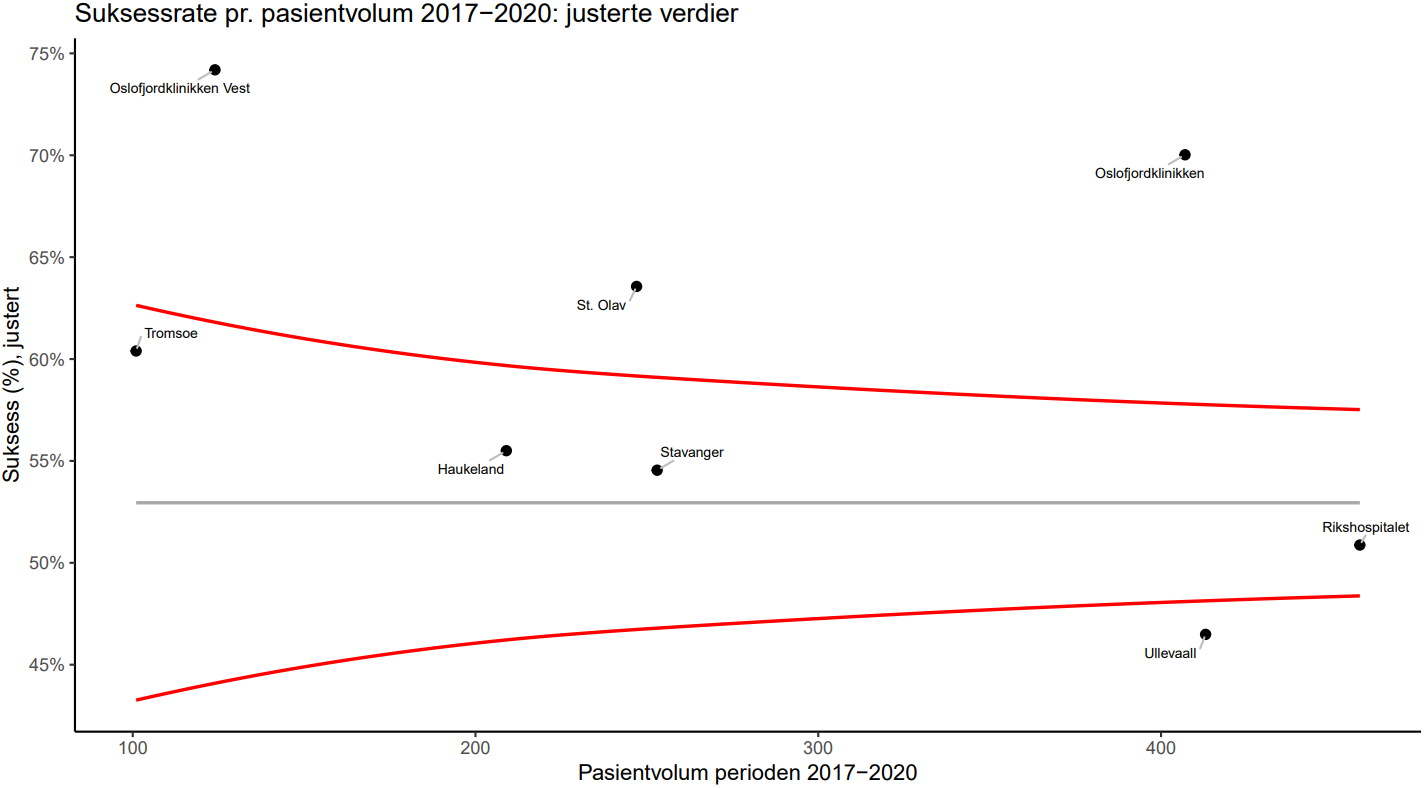 Suksessrate pr. pasientvolum 2017−2020: justerte verdier
Suksess (%), justert
75%
70%
65%
60%
55%
50%
45%
Oslofjordklinikken Vest
Oslofjordklinikken
St. Olav
Tromsoe
Stavanger
Haukeland
Rikshospitalet
Ullevaall
100
200
300
400
Pasientvolum perioden 2017−2020